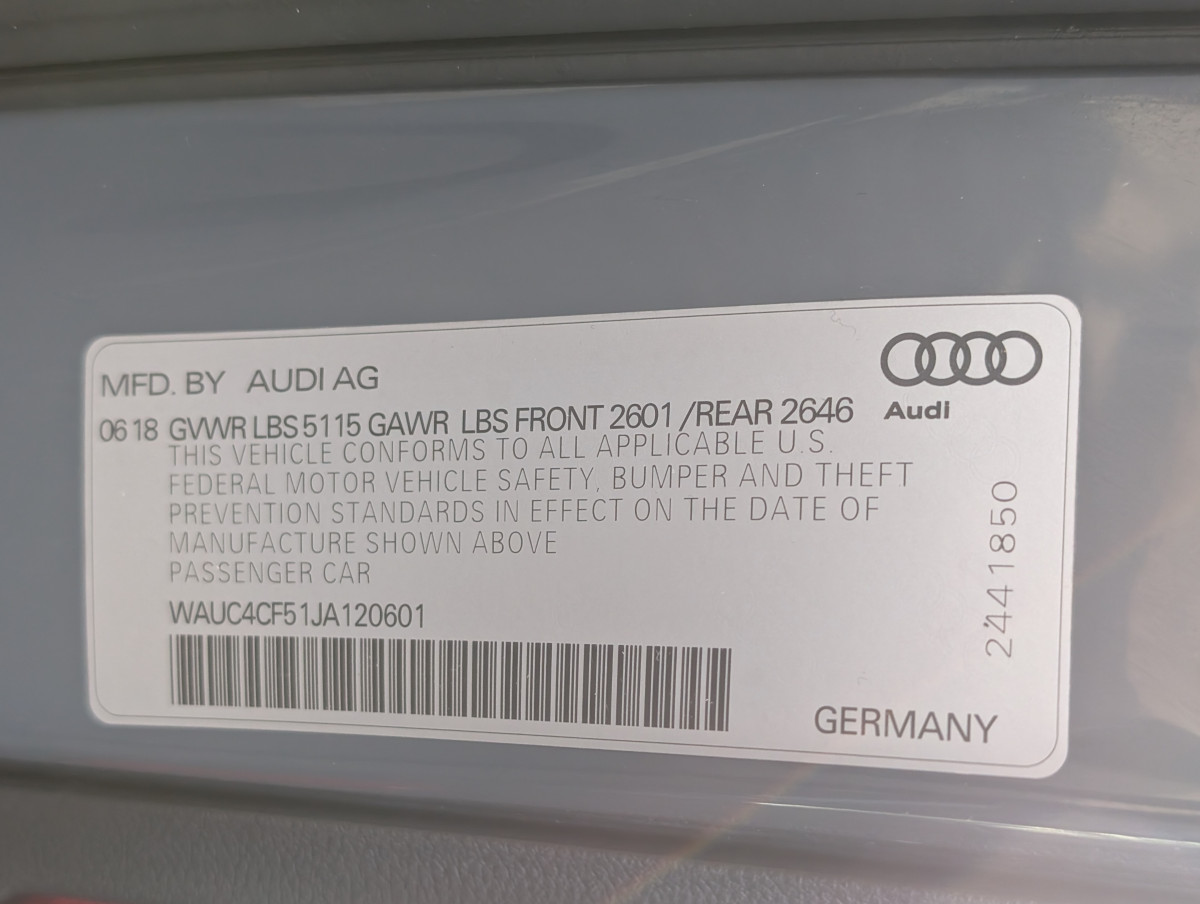 MFD. BY AUDI AG
Audi
06 18 GVWR LBS 5115 GAWR LBS FRONT 2601 /REAR 2646
THIS VEHICLE CONFORMS TO ALL APPLICABLE U.S.
FEDERAL MOTOR VEHICLE SAFETY, BUMPER AND THEFT
PREVENTION STANDARDS IN EFFECT ON THE DATE OF
MANUFACTURE SHOWN ABOVE
PASSENGER CAR
WAUC4CF51JA120601
2441850
GERMANY